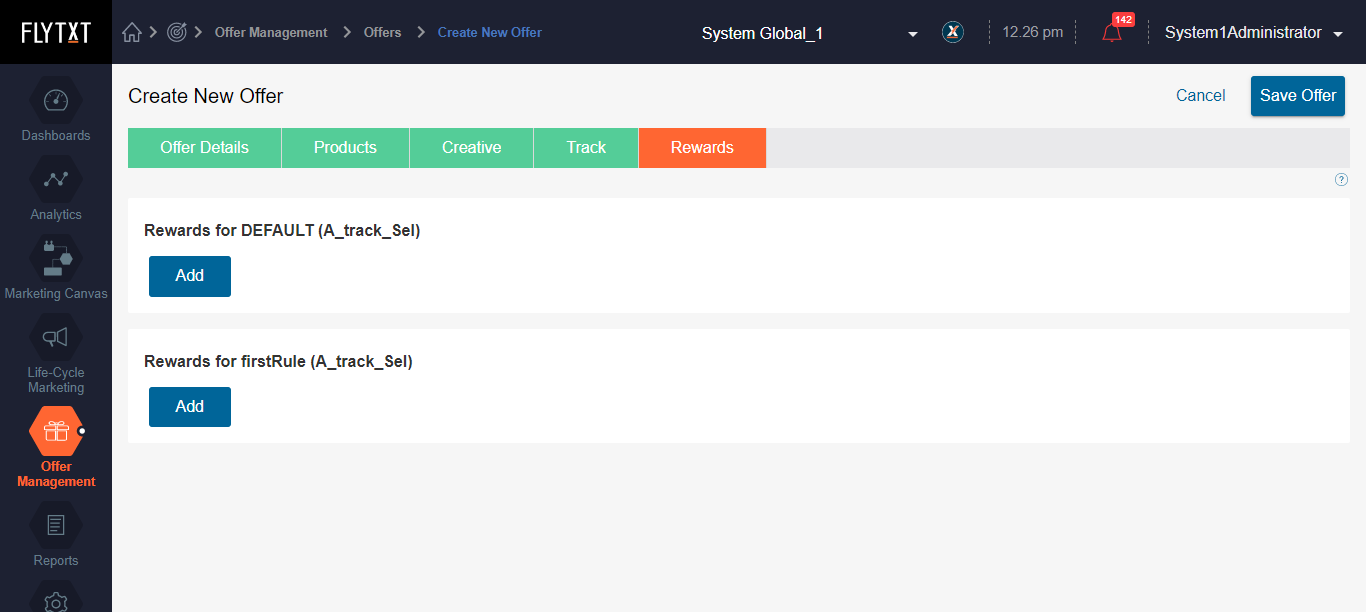 FLYTXT
Offer Management
Offers
Create New Offer
System Global_1
X
12.26 pm
142
System1Administrator
Dashboards
Analytics
Marketing Canvas
Life-Cycle
Marketing
Offer
Management
Reports
Create New Offer
Cancel
Save Offer
Offer Details
Products
Creative
Track
Rewards
?
Rewards for DEFAULT (A_track_Sel)
Add
Rewards for firstRule (A_track_Sel)
Add